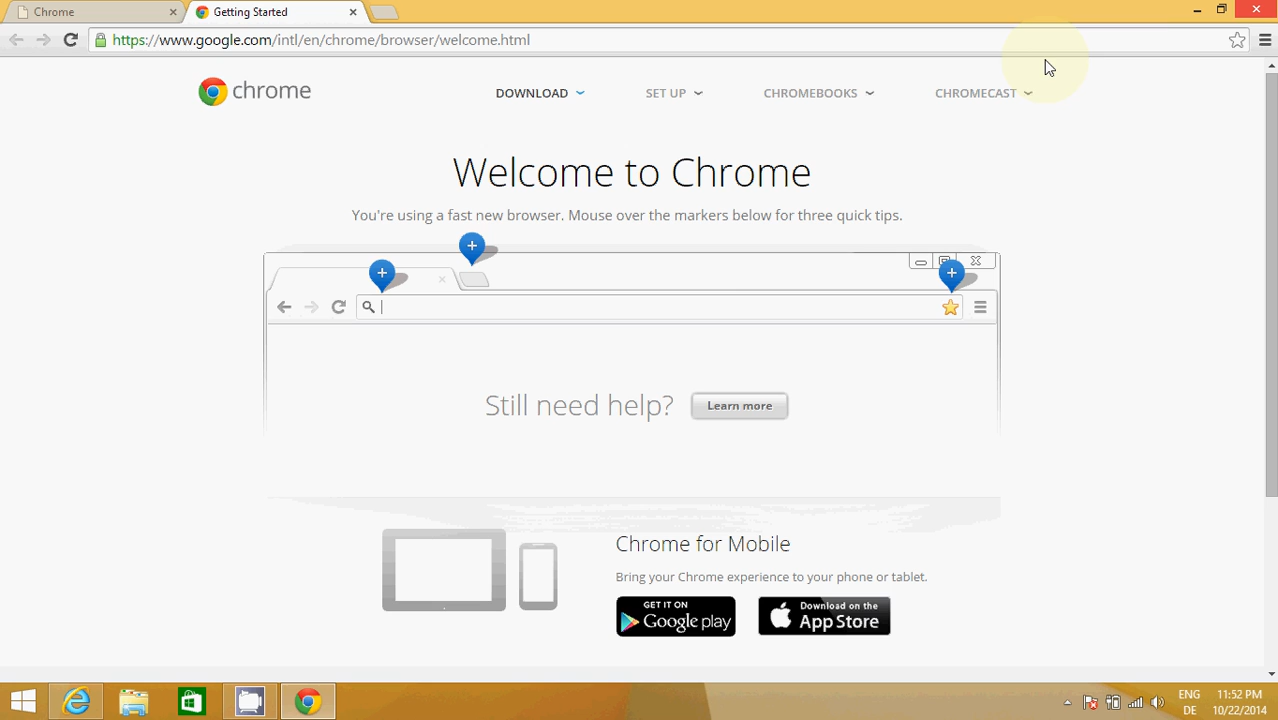 Chrome
Getting Started
https://www.google.com/intl/en/chrome/browser/welcome.html
chrome
DOWNLOAD
SET UP
CHROMEBOOKS
CHROMECAST
Welcome to Chrome
You're using a fast new browser. Mouse over the markers below for three quick tips.
Still need help?
Learn more
Chrome for Mobile
Bring your Chrome experience to your phone or tablet.
GET IT ON
Google play
Download on the
App Store
ENG
DE
11:52 PM
10/22/2014